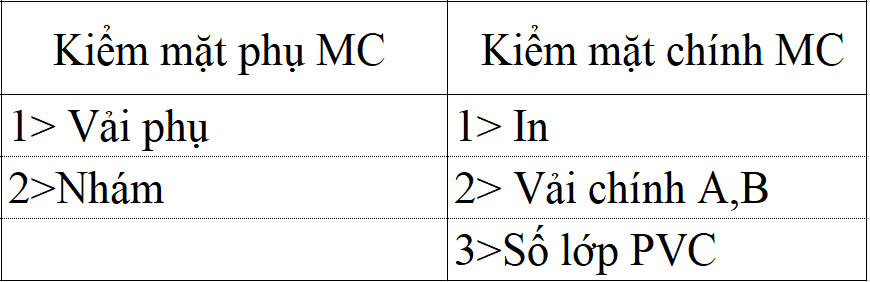 Kiểm mặt phụ MC
Kiểm mặt chính MC
1> Vải phụ
1> In
2>Nhám
2> Vải chính A,B
3>Số lớp PVC